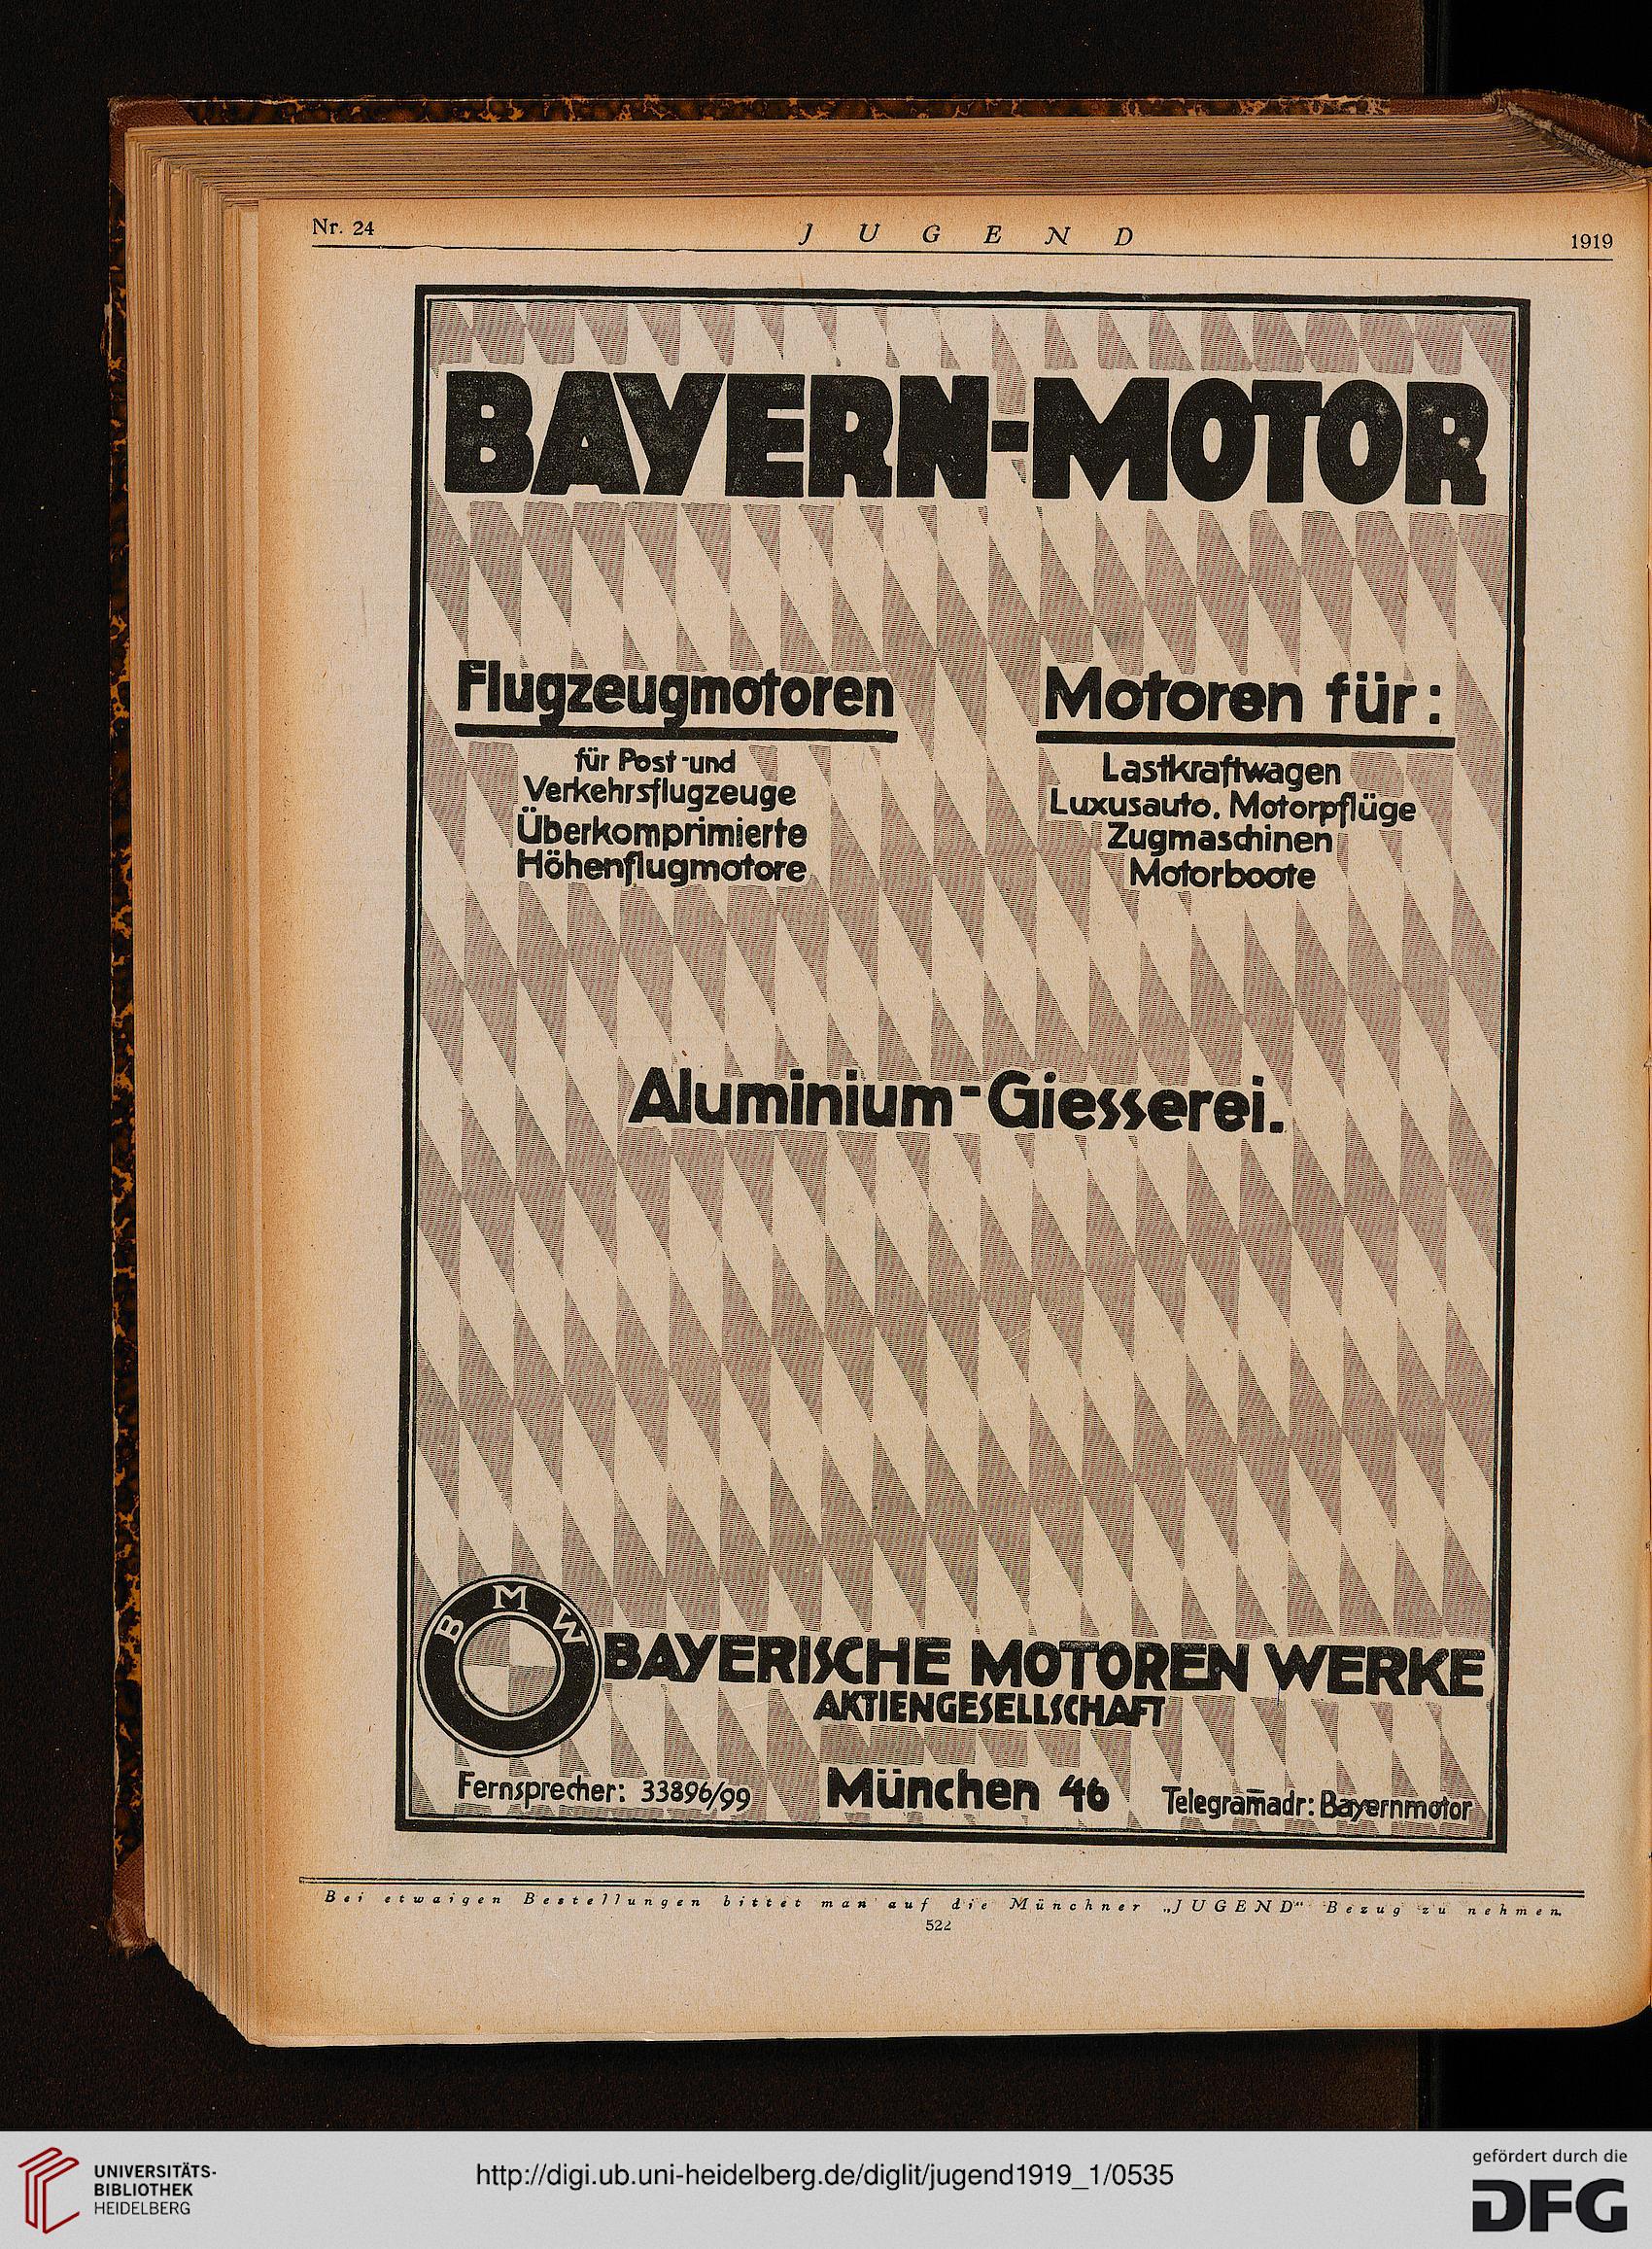 Nr. 24
JUGEND
1919
BAYERN-MOTOR
Flugzeugmotoren
für Post-und
Verkehrsflugzeuge
Überkomprimierte
Höhenflugmotore
Motoren für:
Lastkraftwagen
Luxusauto. Motorpflüge
Zugmaschinen
Motorboote
Aluminium-Giesserei.
BMW
BAYERISCHE MOTOREN WERKE
AKTIENGESELLSCHAFT
Fernsprecher: 33896/99
München 46
Telegram̄adr: Bayernmotor
Bei etwaigen Bestellungen bittet man auf die Münchner „JUGEND“ Bezug zu nehmen.
522
UNIVERSITÄTS-
BIBLIOTHEK
HEIDELBERG
http://digi.ub.uni-heidelberg.de/diglit/jugend1919_1/0535
gefördert durch die
DFG